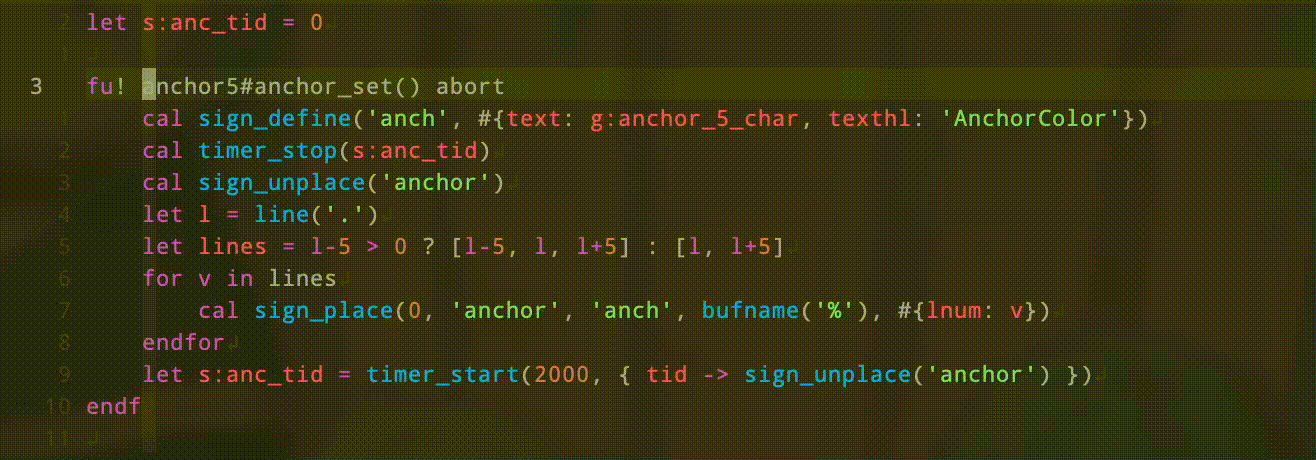 2 let s:anc_tid = 0↲
1 ↲
3 fu! anchor5#anchor_set() abort
1 cal sign_define('anch', #{text: g:anchor_5_char, texthl: 'AnchorColor'})↲
2 cal timer_stop(s:anc_tid)↲
3 cal sign_unplace('anchor')↲
4 let l = line('.')↲
5 let lines = l-5 > 0 ? [l-5, l, l+5] : [l, l+5]↲
6 for v in lines↲
7 cal sign_place(0, 'anchor', 'anch', bufname('%'), #{lnum: v})↲
8 endfor↲
9 let s:anc_tid = timer_start(2000, { tid -> sign_unplace('anchor') })↲
10 endf
11 ↲